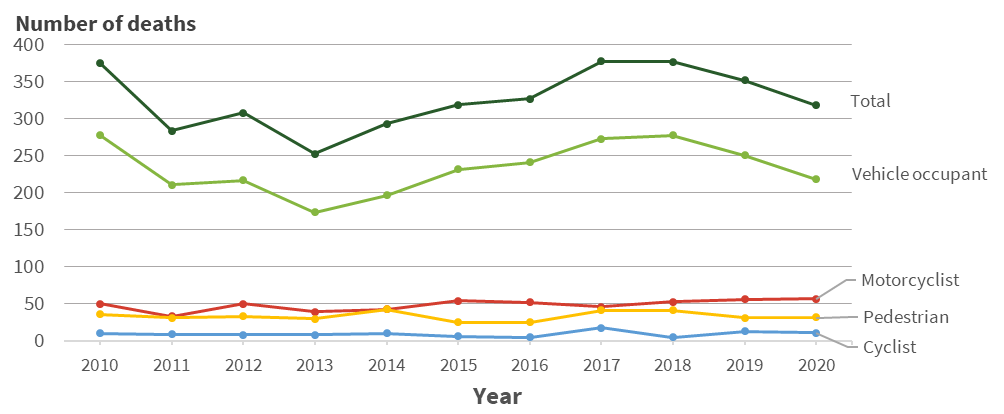 Number of deaths
400
350
300
250
200
150
100
50
0
Total
Vehicle occupant
Motorcyclist
Pedestrian
Cyclist
2010 2011 2012 2013 2014 2015 2016 2017 2018 2019 2020
Year